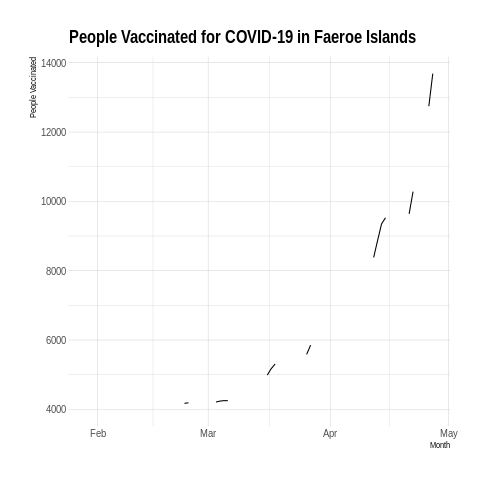 People Vaccinated for COVID-19 in Faeroe Islands
People Vaccinated
14000
12000
10000
8000
6000
4000
Feb Mar Apr May
Month